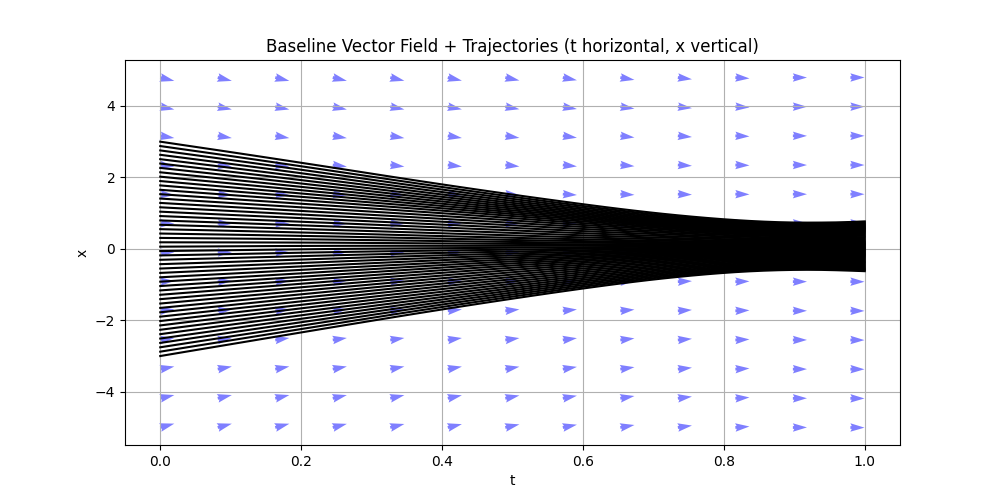 Baseline Vector Field + Trajectories (t horizontal, x vertical)
4
2
0
−2
−4
x
0.0 0.2 0.4 0.6 0.8 1.0
t